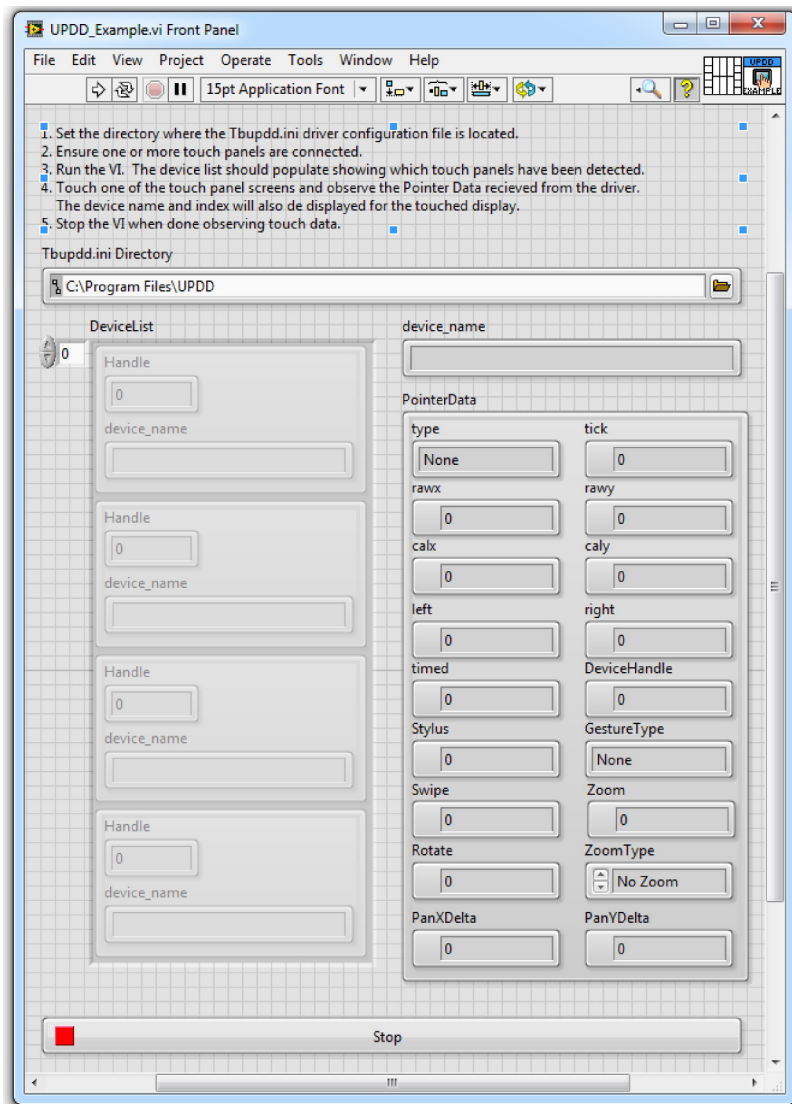 UPDD_Example.vi Front Panel
File Edit View Project Operate Tools Window Help
15pt Application Font
UPDD
EXAMPLE
1. Set the directory where the Tbupdd.ini driver configuration file is located.
2. Ensure one or more touch panels are connected.
3. Run the VI.  The device list should populate showing which touch panels have been detected.
4. Touch one of the touch panel screens and observe the Pointer Data recieved from the driver.
The device name and index will also de displayed for the touched display.
5. Stop the VI when done observing touch data.
Tbupdd.ini Directory
C:\Program Files\UPDD
DeviceList
0
Handle
0
device_name
Handle
0
device_name
Handle
0
device_name
Handle
0
device_name
device_name
PointerData
type tick
None 0
rawx rawy
0 0
calx caly
0 0
left right
0 0
timed DeviceHandle
0 0
Stylus GestureType
0 None
Swipe Zoom
0 0
Rotate ZoomType
0 No Zoom
PanXDelta PanYDelta
0 0
Stop